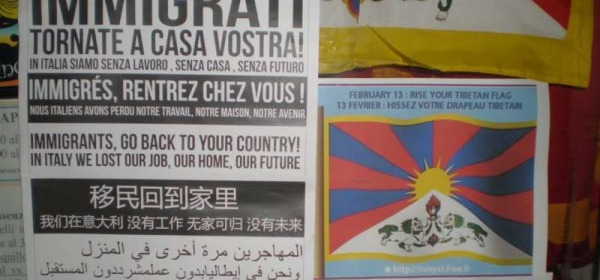 IMMIGRATI
TORNATE A CASA VOSTRA!
IN ITALIA SIAMO SENZA LAVORO , SENZA CASA , SENZA FUTURO
IMMIGRÉS, RENTREZ CHEZ VOUS !
NOUS ITALIENS AVONS PERDU NOTRE TRAVAIL, NOTRE MAISON, NOTRE AVENIR
IMMIGRANTS, GO BACK TO YOUR COUNTRY!
IN ITALY WE LOST OUR JOB, OUR HOME, OUR FUTURE
移民回到家里
我们在意大利 没有工作 无家可归 没有未来
المهاجرين مرة أخرى في المنزل
ونحن في إيطاليابدون عملمشرددون المستقبل
FEBRUARY 13 : RISE YOUR TIBETAN FLAG
13 FEVRIER : HISSEZ VOTRE DRAPEAU TIBETAIN